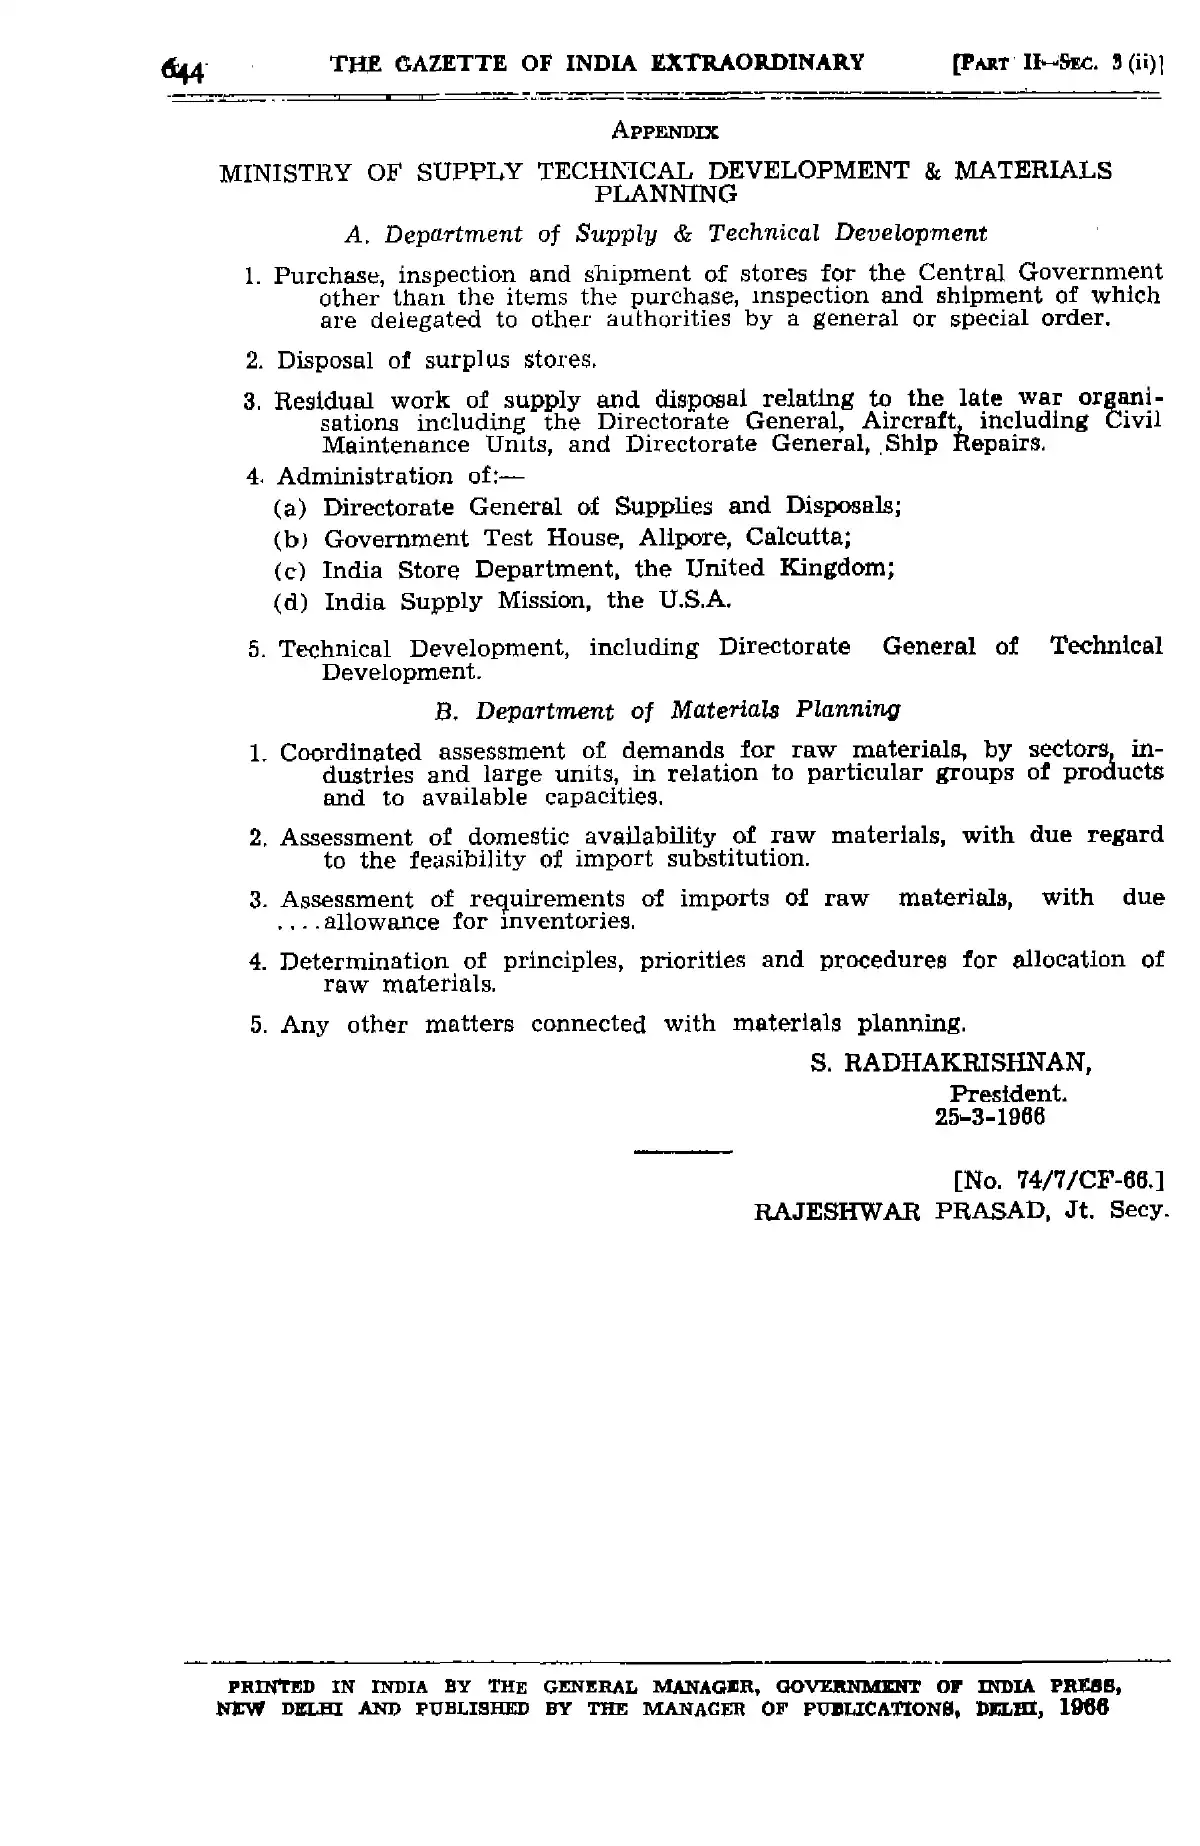 644 THE GAZETTE OF INDIA EXTRAORDINARY [PART II—SEC. 3 (ii)]
APPENDIX
MINISTRY OF SUPPLY TECHNICAL DEVELOPMENT & MATERIALS
PLANNING
A. Department of Supply & Technical Development
1. Purchase, inspection and shipment of stores for the Central Government
other than the items the purchase, inspection and shipment of which
are delegated to other authorities by a general or special order.
2. Disposal of surplus stores.
3. Residual work of supply and disposal relating to the late war organi-
sations including the Directorate General, Aircraft, including Civil
Maintenance Units, and Directorate General, Ship Repairs.
4. Administration of:—
(a) Directorate General of Supplies and Disposals;
(b) Government Test House, Alipore, Calcutta;
(c) India Store Department, the United Kingdom;
(d) India Supply Mission, the U.S.A.
5. Technical Development, including Directorate General of Technical
Development.
B. Department of Materials Planning
1. Coordinated assessment of demands for raw materials, by sectors, in-
dustries and large units, in relation to particular groups of products
and to available capacities.
2. Assessment of domestic availability of raw materials, with due regard
to the feasibility of import substitution.
3. Assessment of requirements of imports of raw materials, with due
....allowance for inventories.
4. Determination of principles, priorities and procedures for allocation of
raw materials.
5. Any other matters connected with materials planning.
S. RADHAKRISHNAN,
President.
25-3-1966
[No. 74/7/CF-66.]
RAJESHWAR PRASAD, Jt. Secy.
PRINTED IN INDIA BY THE GENERAL MANAGER, GOVERNMENT OF INDIA PRESS,
NEW DELHI AND PUBLISHED BY THE MANAGER OF PUBLICATIONS, DELHI, 1966